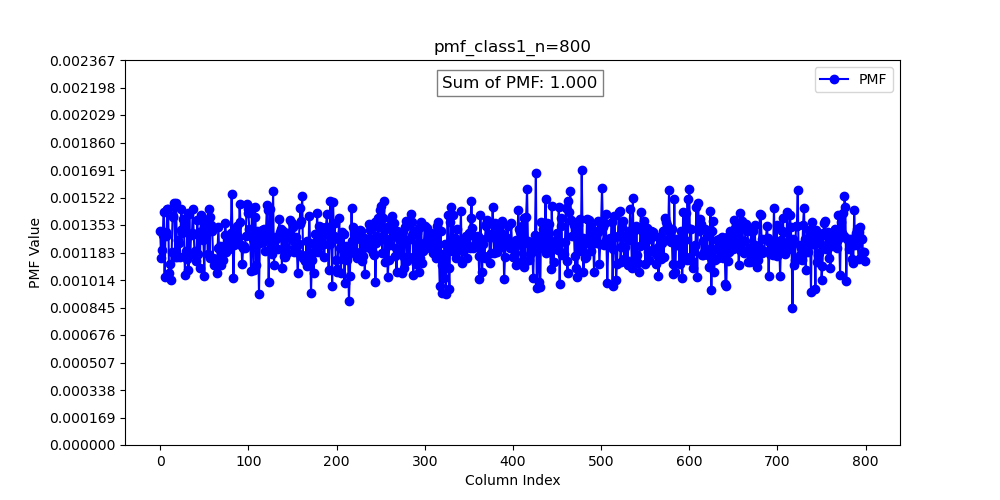 pmf_class1_n=800
Sum of PMF: 1.000
PMF
PMF Value
0.002367
0.002198
0.002029
0.001860
0.001691
0.001522
0.001353
0.001183
0.001014
0.000845
0.000676
0.000507
0.000338
0.000169
0.000000
0 100 200 300 400 500 600 700 800
Column Index